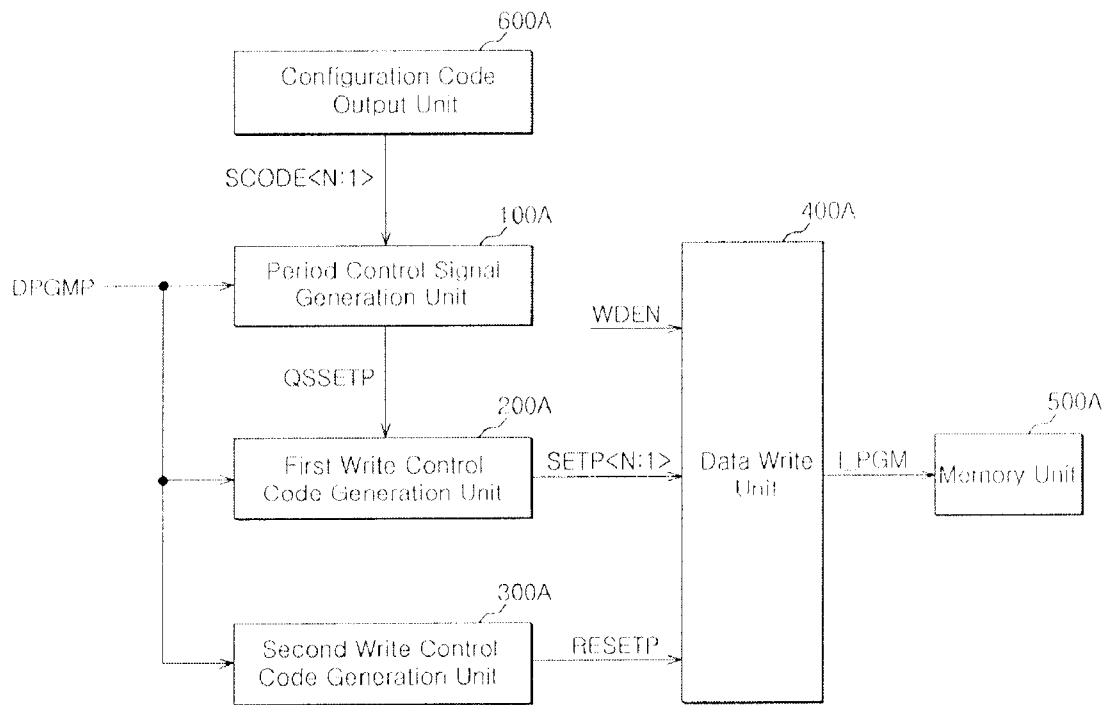 600A
Configuration Code
Output Unit
SCODE<N:1>
100A
400A
DPGMP
Period Control Signal
Generation Unit
WDEN
QSSETP
200A
500A
First Write Control
Code Generation Unit
SETP<N:1>
Data Write
Unit
I_PGM
Memory Unit
300A
Second Write Control
Code Generation Unit
RESETP